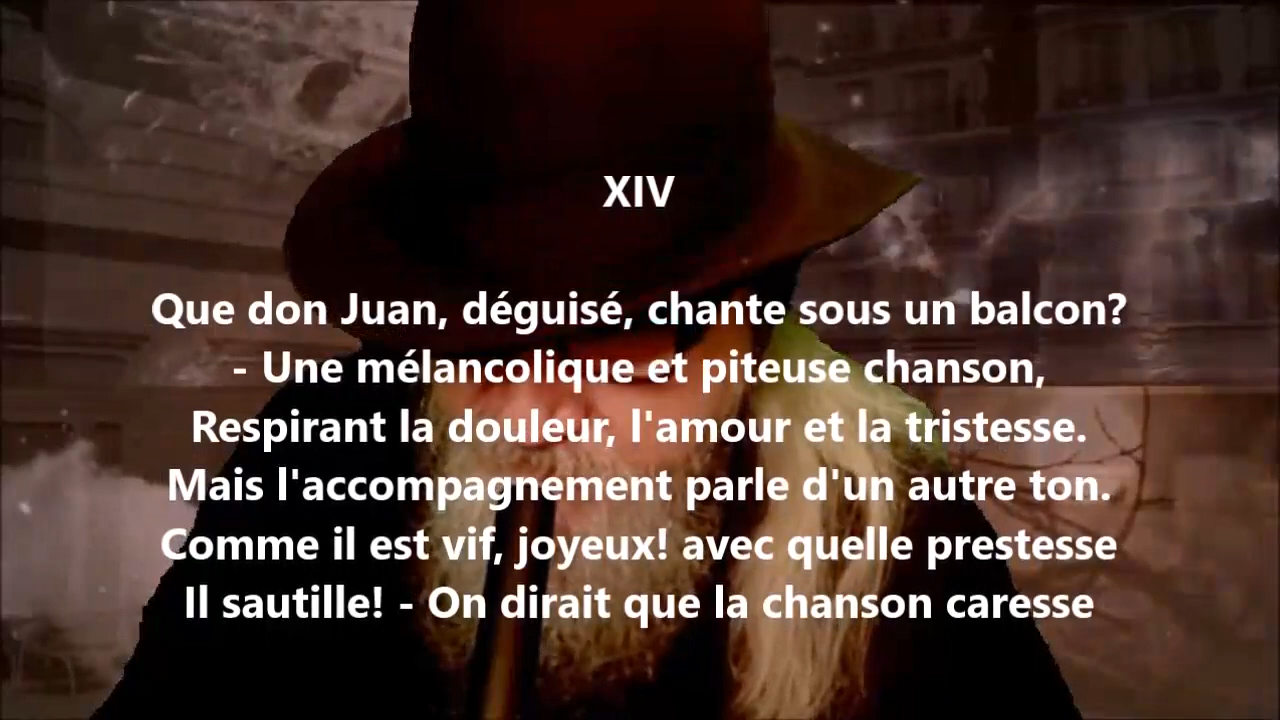 XIV
Que don Juan, déguisé, chante sous un balcon?
- Une mélancolique et piteuse chanson,
Respirant la douleur, l'amour et la tristesse.
Mais l'accompagnement parle d'un autre ton.
Comme il est vif, joyeux! avec quelle prestesse
Il sautille! - On dirait que la chanson caresse